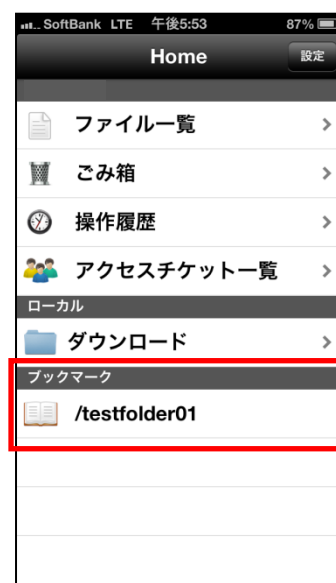 SoftBank LTE 午後5:53 87%
Home 設定
ファイル一覧
ごみ箱
操作履歴
アクセスチケット一覧
ローカル
ダウンロード
ブックマーク
/testfolder01